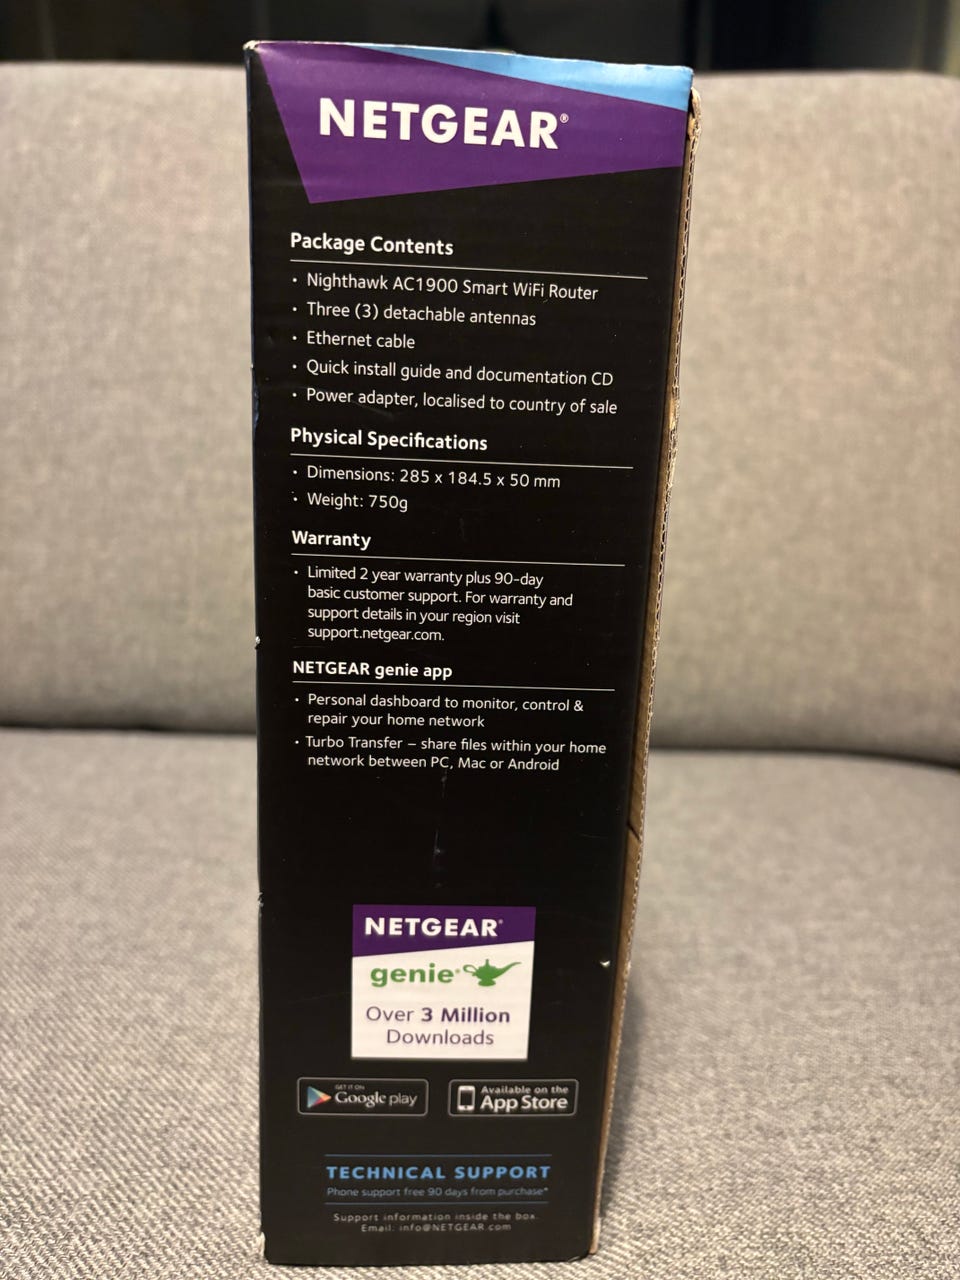 NETGEAR®
Package Contents
• Nighthawk AC1900 Smart WiFi Router
• Three (3) detachable antennas
• Ethernet cable
• Quick install guide and documentation CD
• Power adapter, localised to country of sale
Physical Specifications
• Dimensions: 285 x 184.5 x 50 mm
• Weight: 750g
Warranty
• Limited 2 year warranty plus 90-day
basic customer support. For warranty and
support details in your region visit
support.netgear.com.
NETGEAR genie app
• Personal dashboard to monitor, control &
repair your home network
• Turbo Transfer – share files within your home
network between PC, Mac or Android
NETGEAR®
genie®
Over 3 Million
Downloads
GET IT ON
Google play
Available on the
App Store
TECHNICAL SUPPORT
Phone support free 90 days from purchase*
Support information inside the box.
Email: info@NETGEAR.com